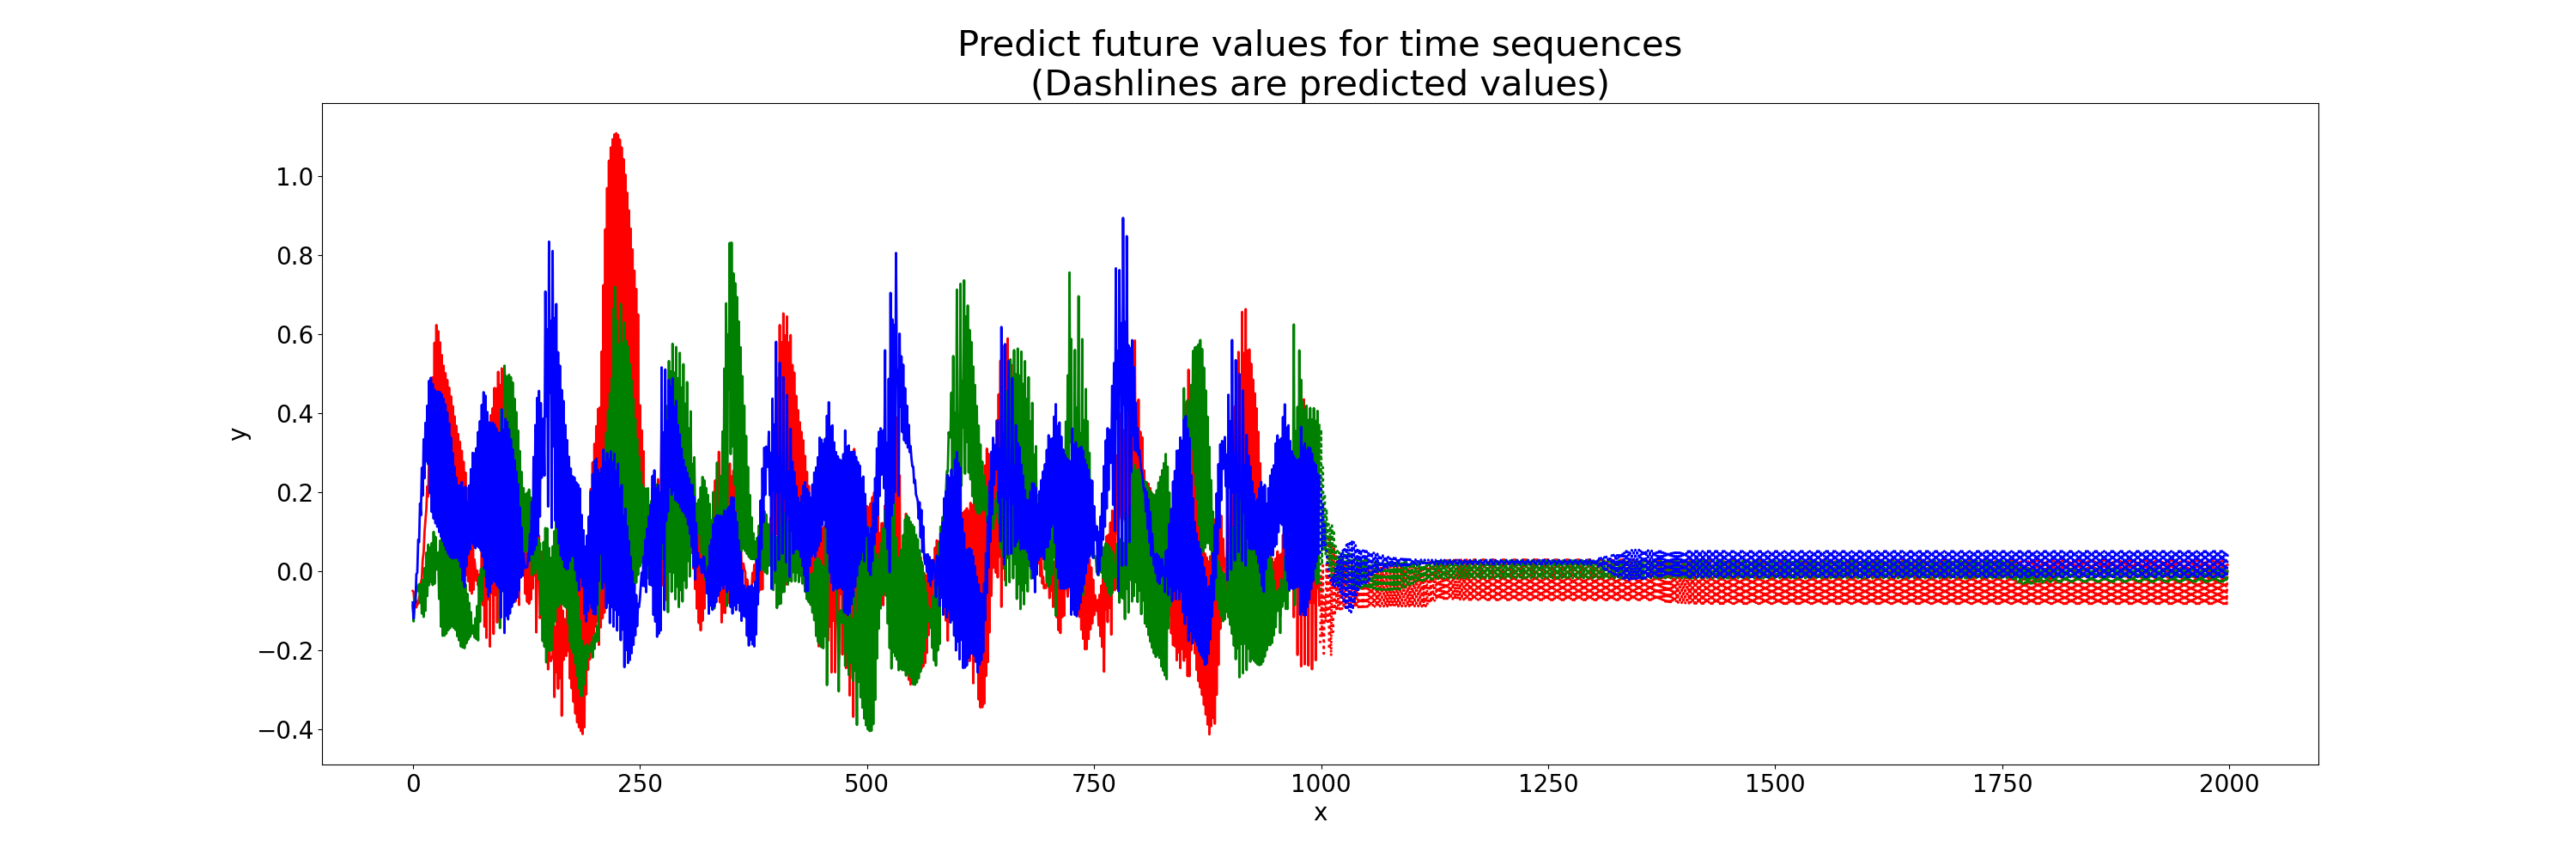 Predict future values for time sequences
(Dashlines are predicted values)
1.0
0.8
0.6
0.4
0.2
0.0
−0.2
−0.4
y
0 250 500 750 1000 1250 1500 1750 2000
x